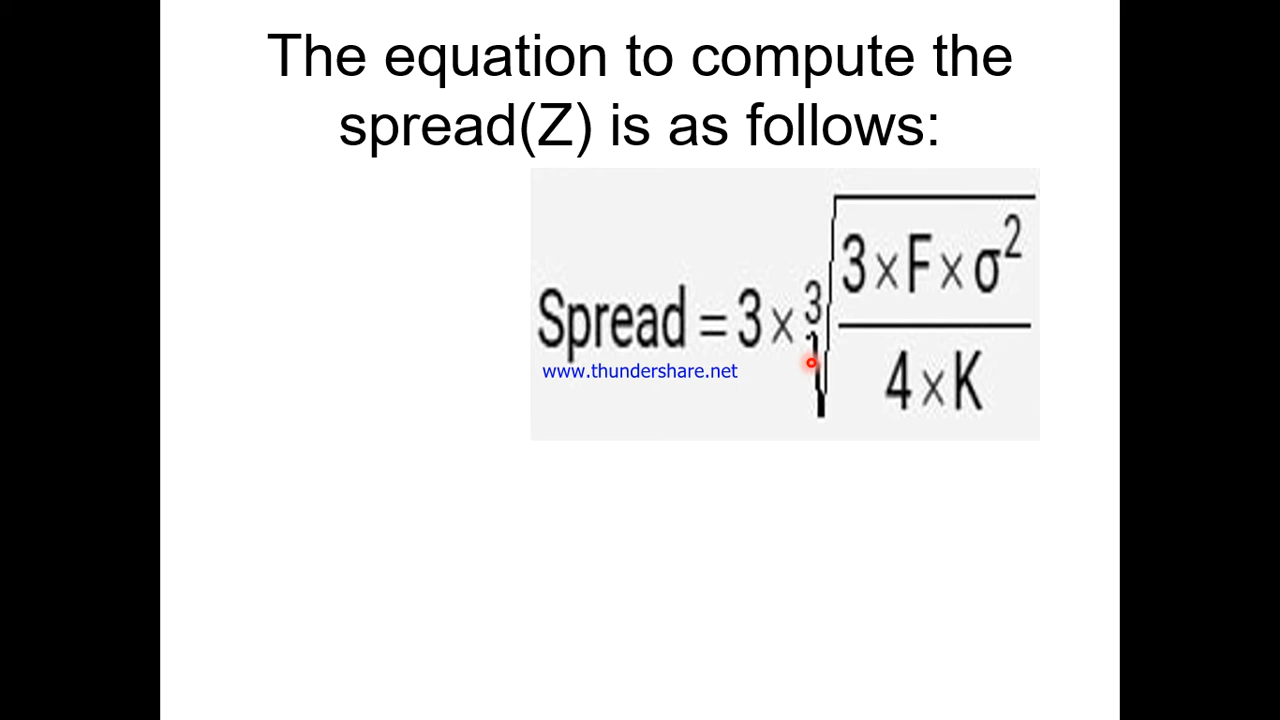 The equation to compute the
spread(Z) is as follows:
Spread = 3 × ∛((3 × F × σ²) / (4 × K))
www.thundershare.net